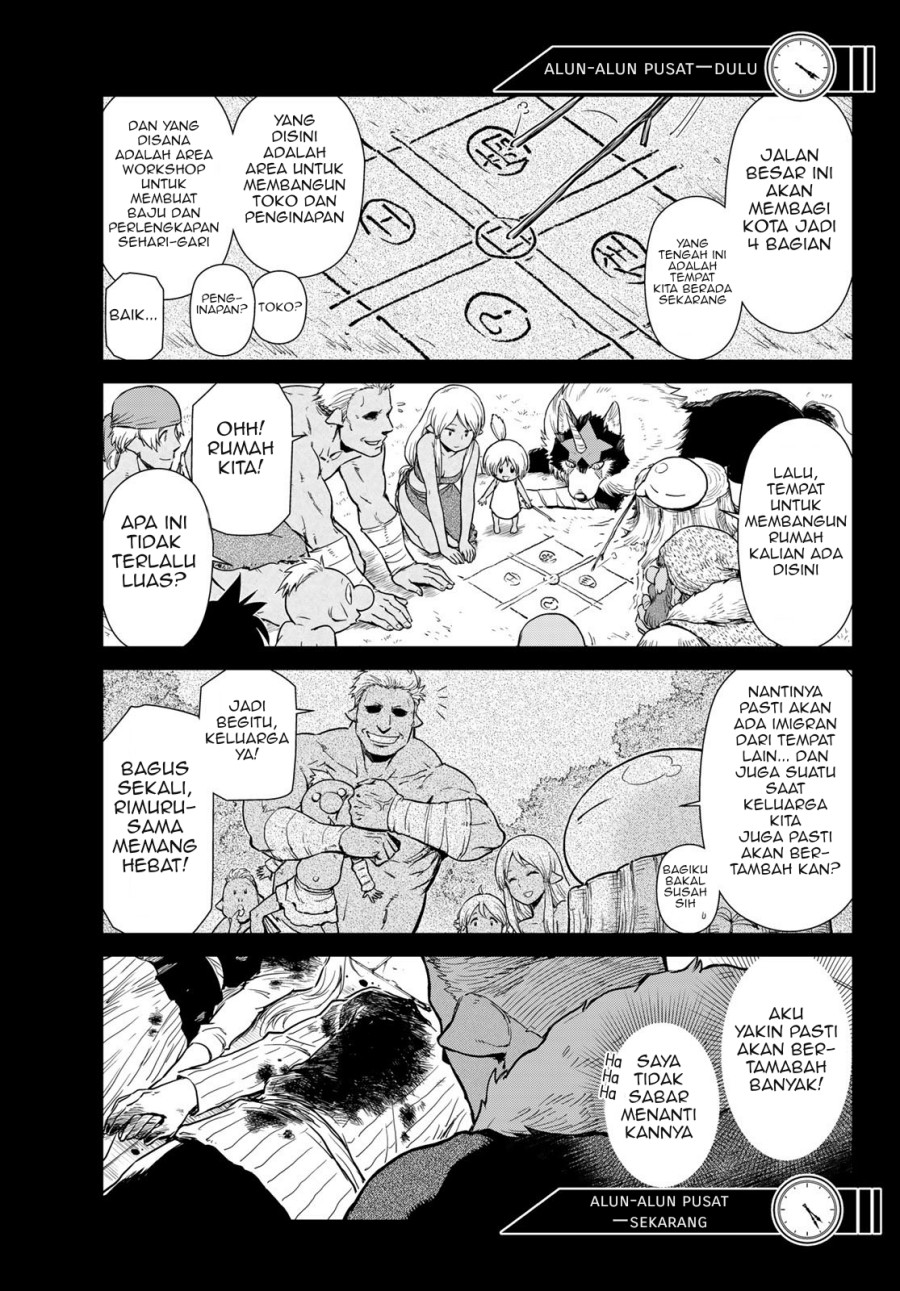 ALUN-ALUN PUSAT—DULU
JALAN
BESAR INI
AKAN
MEMBAGI
KOTA JADI
4 BAGIAN
YANG
TENGAH INI
ADALAH
TEMPAT
KITA BERADA
SEKARANG
YANG
DISINI
ADALAH
AREA UNTUK
MEMBANGUN
TOKO DAN
PENGINAPAN
DAN YANG
DISANA
ADALAH AREA
WORKSHOP
UNTUK
MEMBUAT
BAJU DAN
PERLENGKAPAN
SEHARI-GARI
TOKO?
PENG-
INAPAN?
BAIK...
LALU,
TEMPAT
UNTUK
MEMBANGUN
RUMAH
KALIAN ADA
DISINI
OHH!
RUMAH
KITA!
APA INI
TIDAK
TERLALU
LUAS?
NANTINYA
PASTI AKAN
ADA IMIGRAN
DARI TEMPAT
LAIN... DAN
JUGA SUATU
SAAT
KELUARGA
KITA
JUGA PASTI
AKAN BER-
TAMBAH KAN?
BAGIKU
BAKAL
SUSAH
SIH
JADI
BEGITU,
KELUARGA
YA!
BAGUS
SEKALI,
RIMURU-
SAMA
MEMANG
HEBAT!
AKU
YAKIN PASTI
AKAN BER-
TAMABAH
BANYAK!
SAYA
TIDAK
SABAR
MENANTI
KANNYA
Ha
Ha
Ha
ALUN-ALUN PUSAT
—SEKARANG